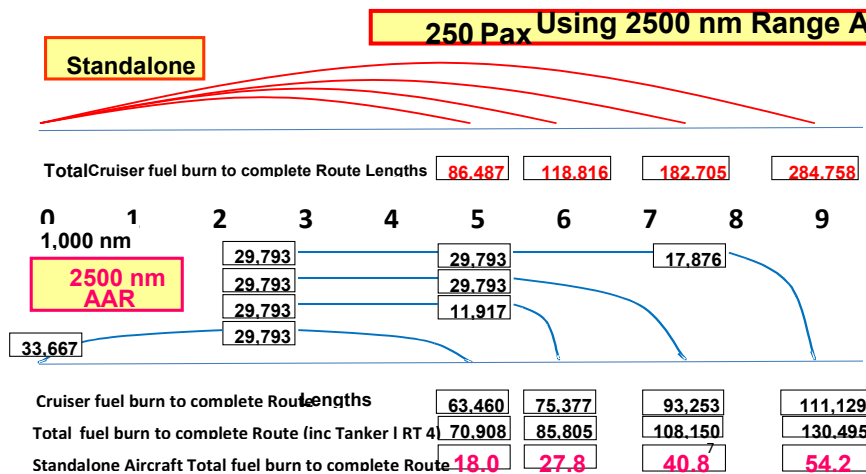 250 Pax Using 2500 nm Range A
Standalone
Total Cruiser fuel burn to complete Route Lengths 86,487 118,816 182,705 284,758
0 1 2 3 4 5 6 7 8 9
1,000 nm
29,793 29,793 17,876
2500 nm
AAR
29,793 29,793
29,793 11,917
29,793
33,667
Cruiser fuel burn to complete Route Lengths 63,460 75,377 93,253 111,129
Total fuel burn to complete Route (inc Tanker l RT 4) 70,908 85,805 108,150 130,495
7
Standalone Aircraft Total fuel burn to complete Route 18.0 27.8 40.8 54.2